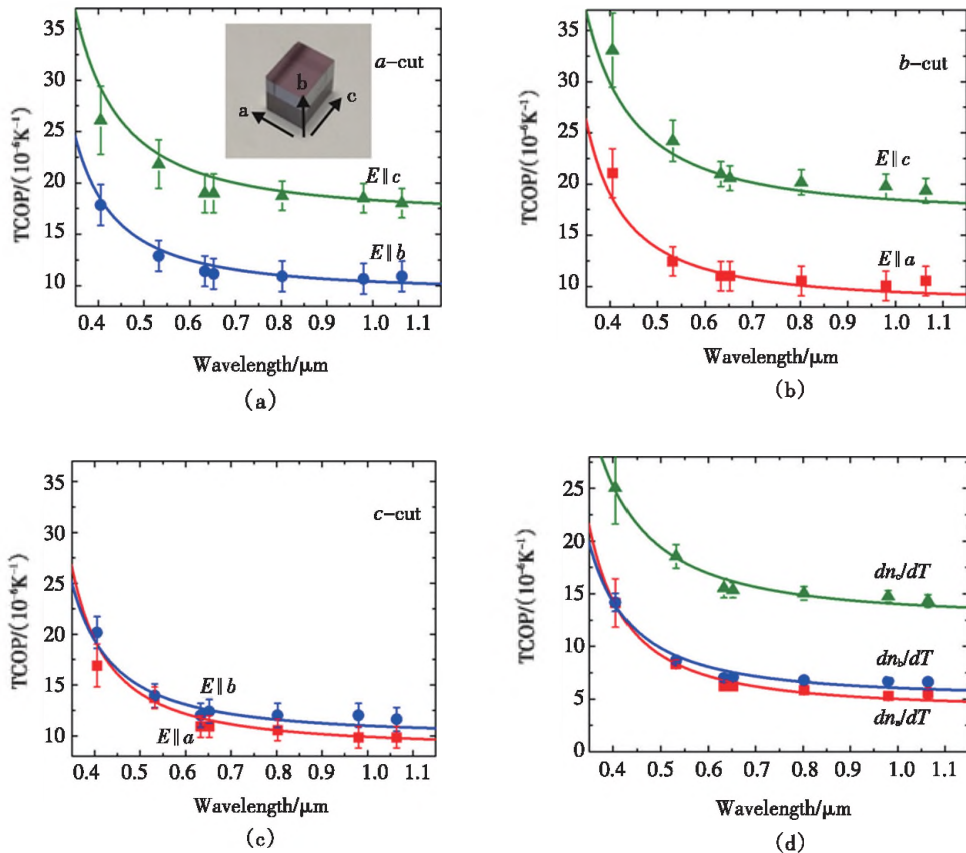 35
30
25
20
15
10
TCOP/(10⁻⁶K⁻¹)
a-cut
b
a
c
E∥c
E∥b
0.4 0.5 0.6 0.7 0.8 0.9 1.0 1.1
Wavelength/μm
(a)
35
30
25
20
15
10
TCOP/(10⁻⁶K⁻¹)
b-cut
E∥c
E∥a
0.4 0.5 0.6 0.7 0.8 0.9 1.0 1.1
Wavelength/μm
(b)
35
30
25
20
15
10
TCOP/(10⁻⁶K⁻¹)
c-cut
E∥b
E∥a
0.4 0.5 0.6 0.7 0.8 0.9 1.0 1.1
Wavelength/μm
(c)
25
20
15
10
5
0
TCOP/(10⁻⁶K⁻¹)
dn_c/dT
dn_b/dT
dn_a/dT
0.4 0.5 0.6 0.7 0.8 0.9 1.0 1.1
Wavelength/μm
(d)